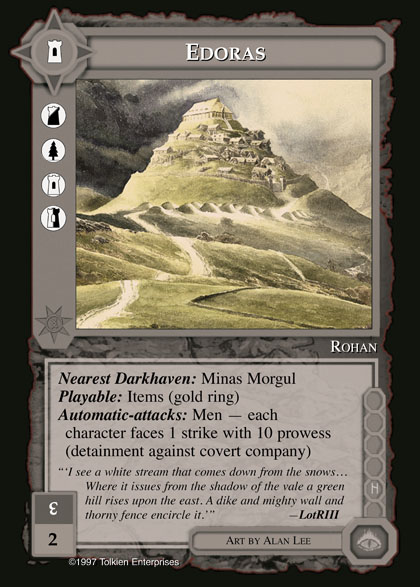 EDORAS
ROHAN
Nearest Darkhaven: Minas Morgul
Playable: Items (gold ring)
Automatic-attacks: Men — each
character faces 1 strike with 10 prowess
(detainment against covert company)
“‘I see a white stream that comes down from the snows…
Where it issues from the shadow of the vale a green
hill rises upon the east. A dike and mighty wall and
thorny fence encircle it.’” —LotRIII
H
ε
2
ART BY ALAN LEE
©1997 Tolkien Enterprises